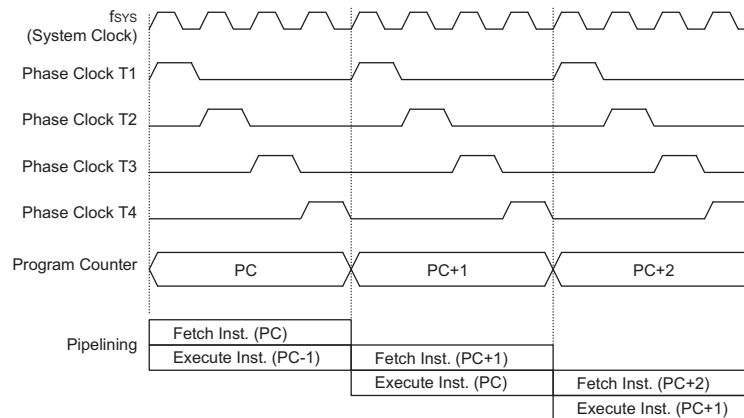 fSYS
(System Clock)
Phase Clock T1
Phase Clock T2
Phase Clock T3
Phase Clock T4
Program Counter PC PC+1 PC+2
Pipelining
Fetch Inst. (PC)
Execute Inst. (PC-1) Fetch Inst. (PC+1)
Execute Inst. (PC) Fetch Inst. (PC+2)
Execute Inst. (PC+1)